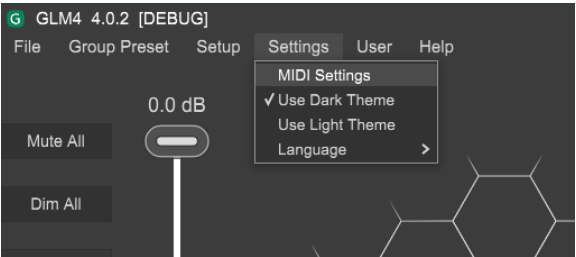 G GLM4 4.0.2 [DEBUG]
File Group Preset Setup Settings User Help
MIDI Settings
✓ Use Dark Theme
Use Light Theme
Language >
0.0 dB
Mute All
Dim All